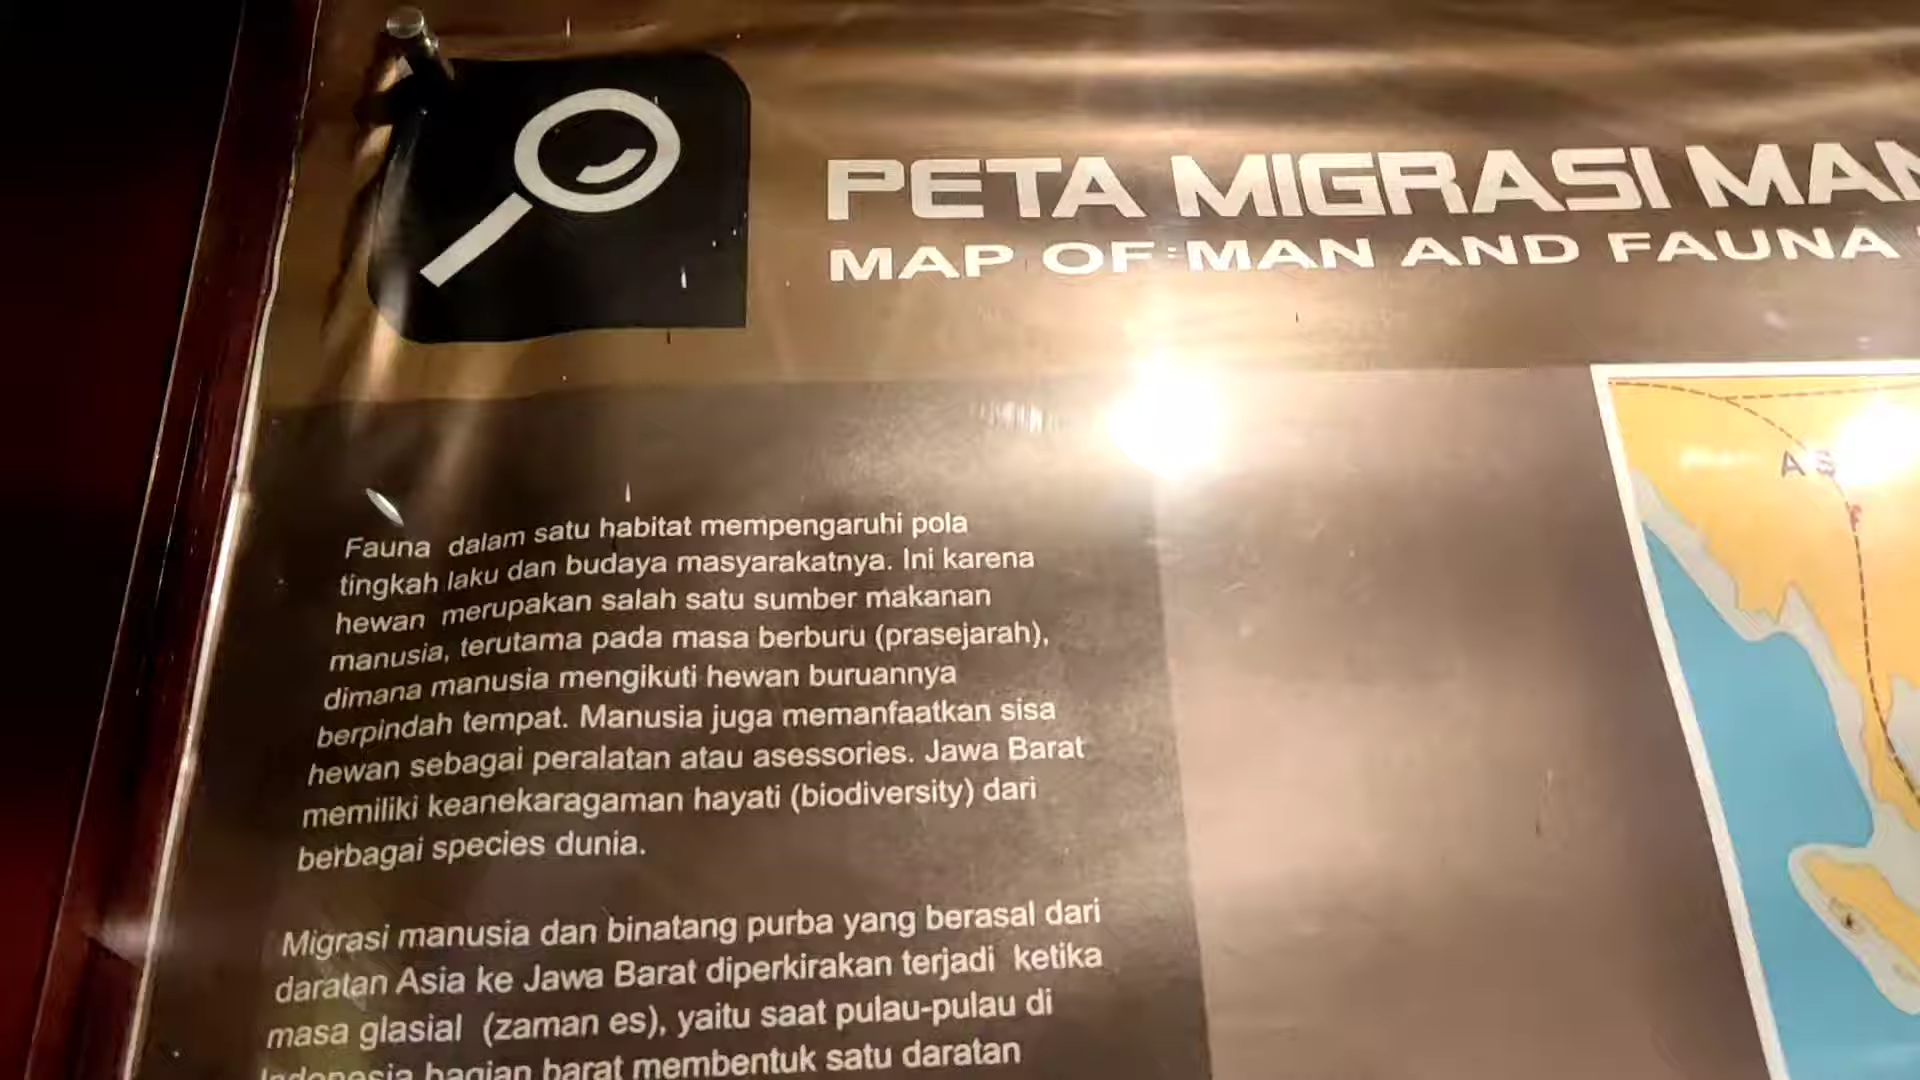 PETA MIGRASI
MAP OF MAN AND FAUNA
Fauna dalam satu habitat mempengaruhi pola
tingkah laku dan budaya masyarakatnya. Ini karena
hewan merupakan salah satu sumber makanan
manusia, terutama pada masa berburu (prasejarah),
dimana manusia mengikuti hewan buruannya
berpindah tempat. Manusia juga memanfaatkan sisa
hewan sebagai peralatan atau asessories. Jawa Barat
memiliki keanekaragaman hayati (biodiversity) dari
berbagai species dunia.
Migrasi manusia dan binatang purba yang berasal dari
daratan Asia ke Jawa Barat diperkirakan terjadi ketika
masa glasial (zaman es), yaitu saat pulau-pulau di
Indonesia bagian barat membentuk satu daratan